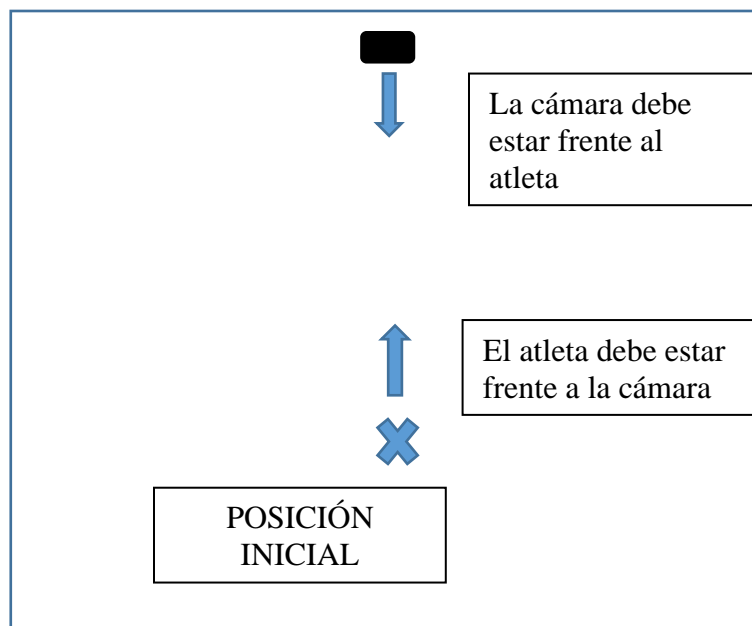 La cámara debe
estar frente al
atleta
El atleta debe estar
frente a la cámara
POSICIÓN
INICIAL